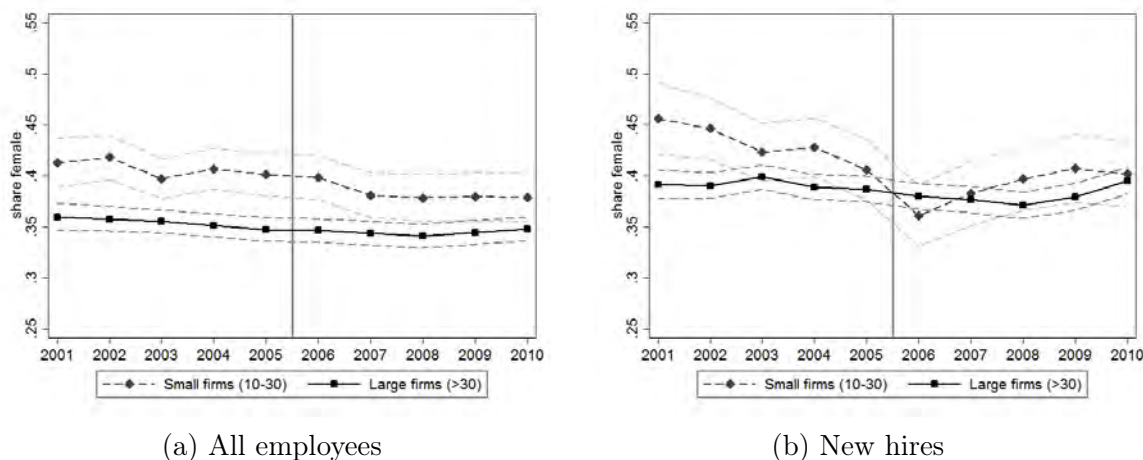 .55
.5
.45
.4
.35
.3
.25
share female
2001 2002 2003 2004 2005 2006 2007 2008 2009 2010
Small firms (10-30) Large firms (>30)
(a) All employees
.55
.5
.45
.4
.35
.3
.25
share female
2001 2002 2003 2004 2005 2006 2007 2008 2009 2010
Small firms (10-30) Large firms (>30)
(b) New hires